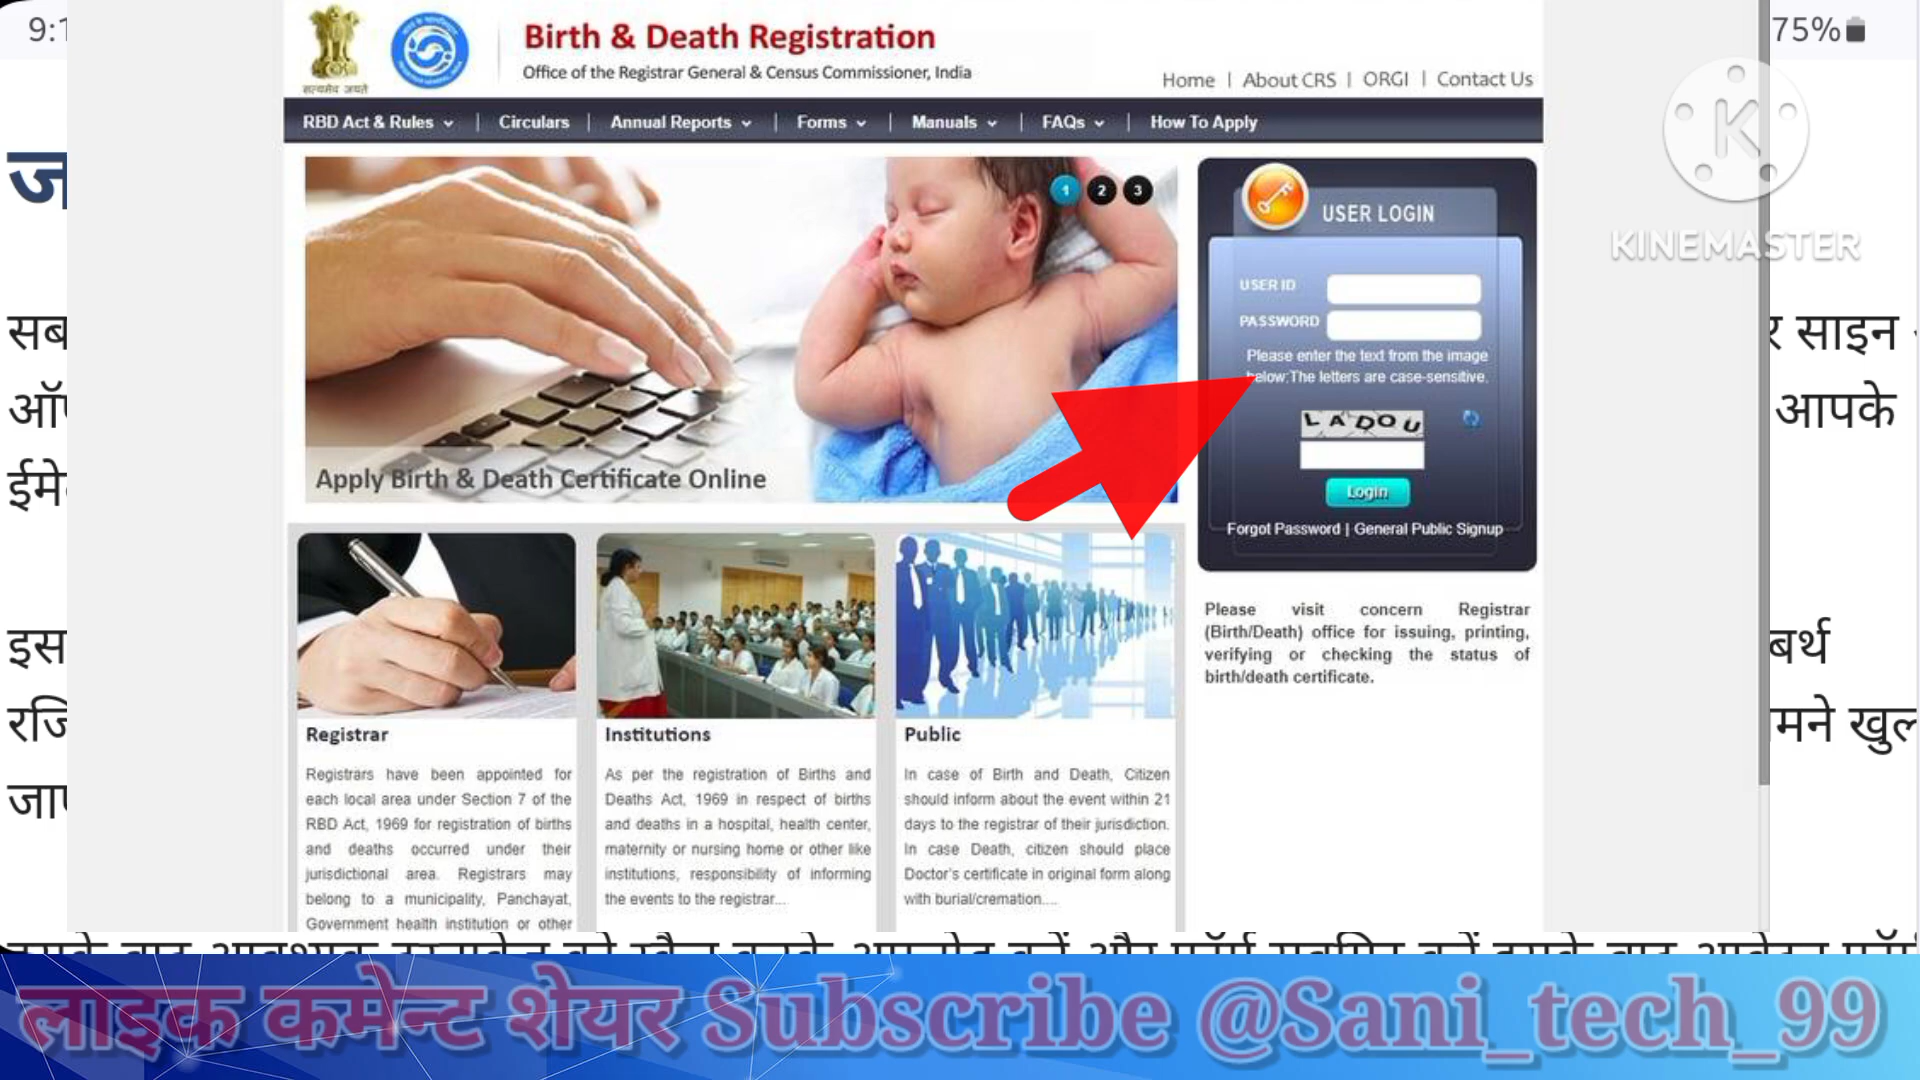 75%
सत्यमेव जयते
Birth & Death Registration
Office of the Registrar General & Census Commissioner, India
Home | About CRS | ORGI | Contact Us
RBD Act & Rules | Circulars | Annual Reports | Forms | Manuals | FAQs | How To Apply
K
KINEMASTER
1 2 3
USER LOGIN
USER ID
PASSWORD
Please enter the text from the image
below:The letters are case-sensitive.
LADOU
Login
Forgot Password | General Public Signup
Apply Birth & Death Certificate Online
साइन
आपके
Please visit concern Registrar
(Birth/Death) office for issuing, printing,
verifying or checking the status of
birth/death certificate.
Registrar
Registrars have been appointed for
each local area under Section 7 of the
RBD Act, 1969 for registration of births
and deaths occurred under their
jurisdictional area. Registrars may
belong to a municipality, Panchayat,
Government health institution or other
Institutions
As per the registration of Births and
Deaths Act, 1969 in respect of births
and deaths in a hospital, health center,
maternity or nursing home or other like
institutions, responsibility of informing
the events to the registrar...
Public
In case of Birth and Death, Citizen
should inform about the event within 21
days to the registrar of their jurisdiction.
In case Death, citizen should place
Doctor's certificate in original form along
with burial/cremation....
लाइक कमेन्ट शेयर Subscribe @Sani_tech_99